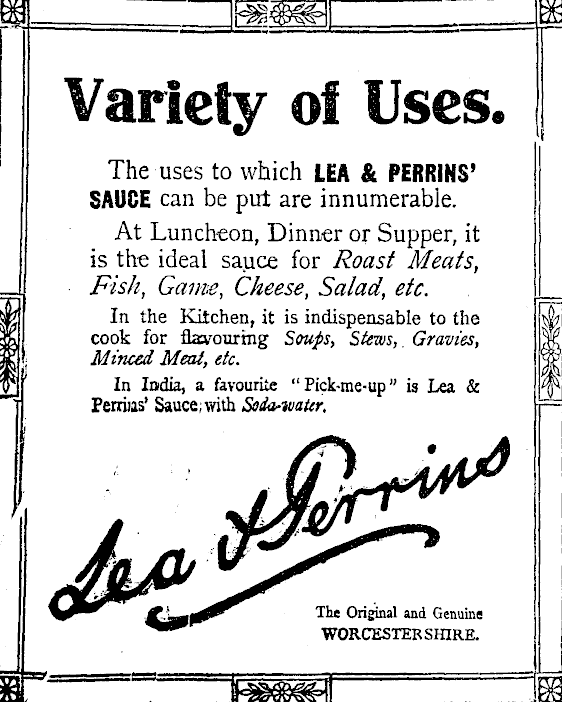 Variety of Uses.
The uses to which LEA & PERRINS'
SAUCE can be put are innumerable.
At Luncheon, Dinner or Supper, it
is the ideal sauce for Roast Meats,
Fish, Game, Cheese, Salad, etc.
In the Kitchen, it is indispensable to the
cook for flavouring Soups, Stews, Gravies,
Minced Meat, etc.
In India, a favourite "Pick-me-up" is Lea &
Perrins' Sauce with Soda-water.
Lea & Perrins
The Original and Genuine
WORCESTERSHIRE.